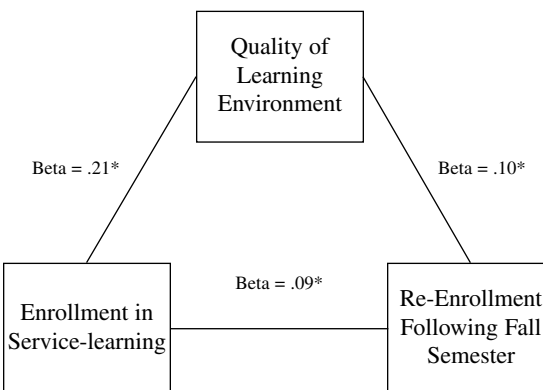 Quality of
Learning
Environment
Beta = .21*
Beta = .10*
Beta = .09*
Enrollment in
Service-learning
Re-Enrollment
Following Fall
Semester